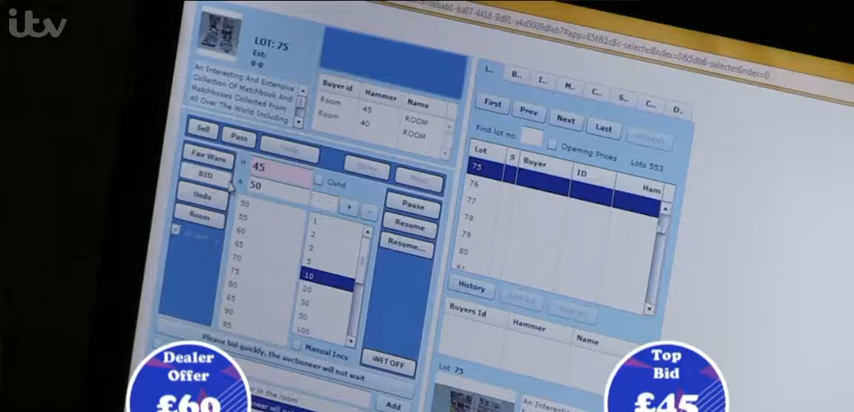 itv
LOT: 75
Est:
0-0
An Interesting And Extensive
Collection Of Matchbook And
Matchboxes Collected From
All Over The World Including
Buyer id Hammer Name
Room 45 ROOM
Room 40 ROOM
L.. B.. I... M.. C... S... C... D..
First Prev Next Last
Find lot no: Opening Prices Lots 553
Lot S Buyer ID Ham
75
76
77
78
79
80
Sell Pass
Fair Warn
BID
Undo
Room
H 45
A 50
Cond
+ -
Pause
Resume
Resume...
50
55
60
65
70
75
80
85
90
95
1
2
3
5
10
20
30
50
100
Manual Incs
iNET OFF
Please bid quickly, the auctioneer will not wait
Add
History
Buyers Id Hammer Name
Lot: 75
Dealer
Offer
£60
Top
Bid
£45